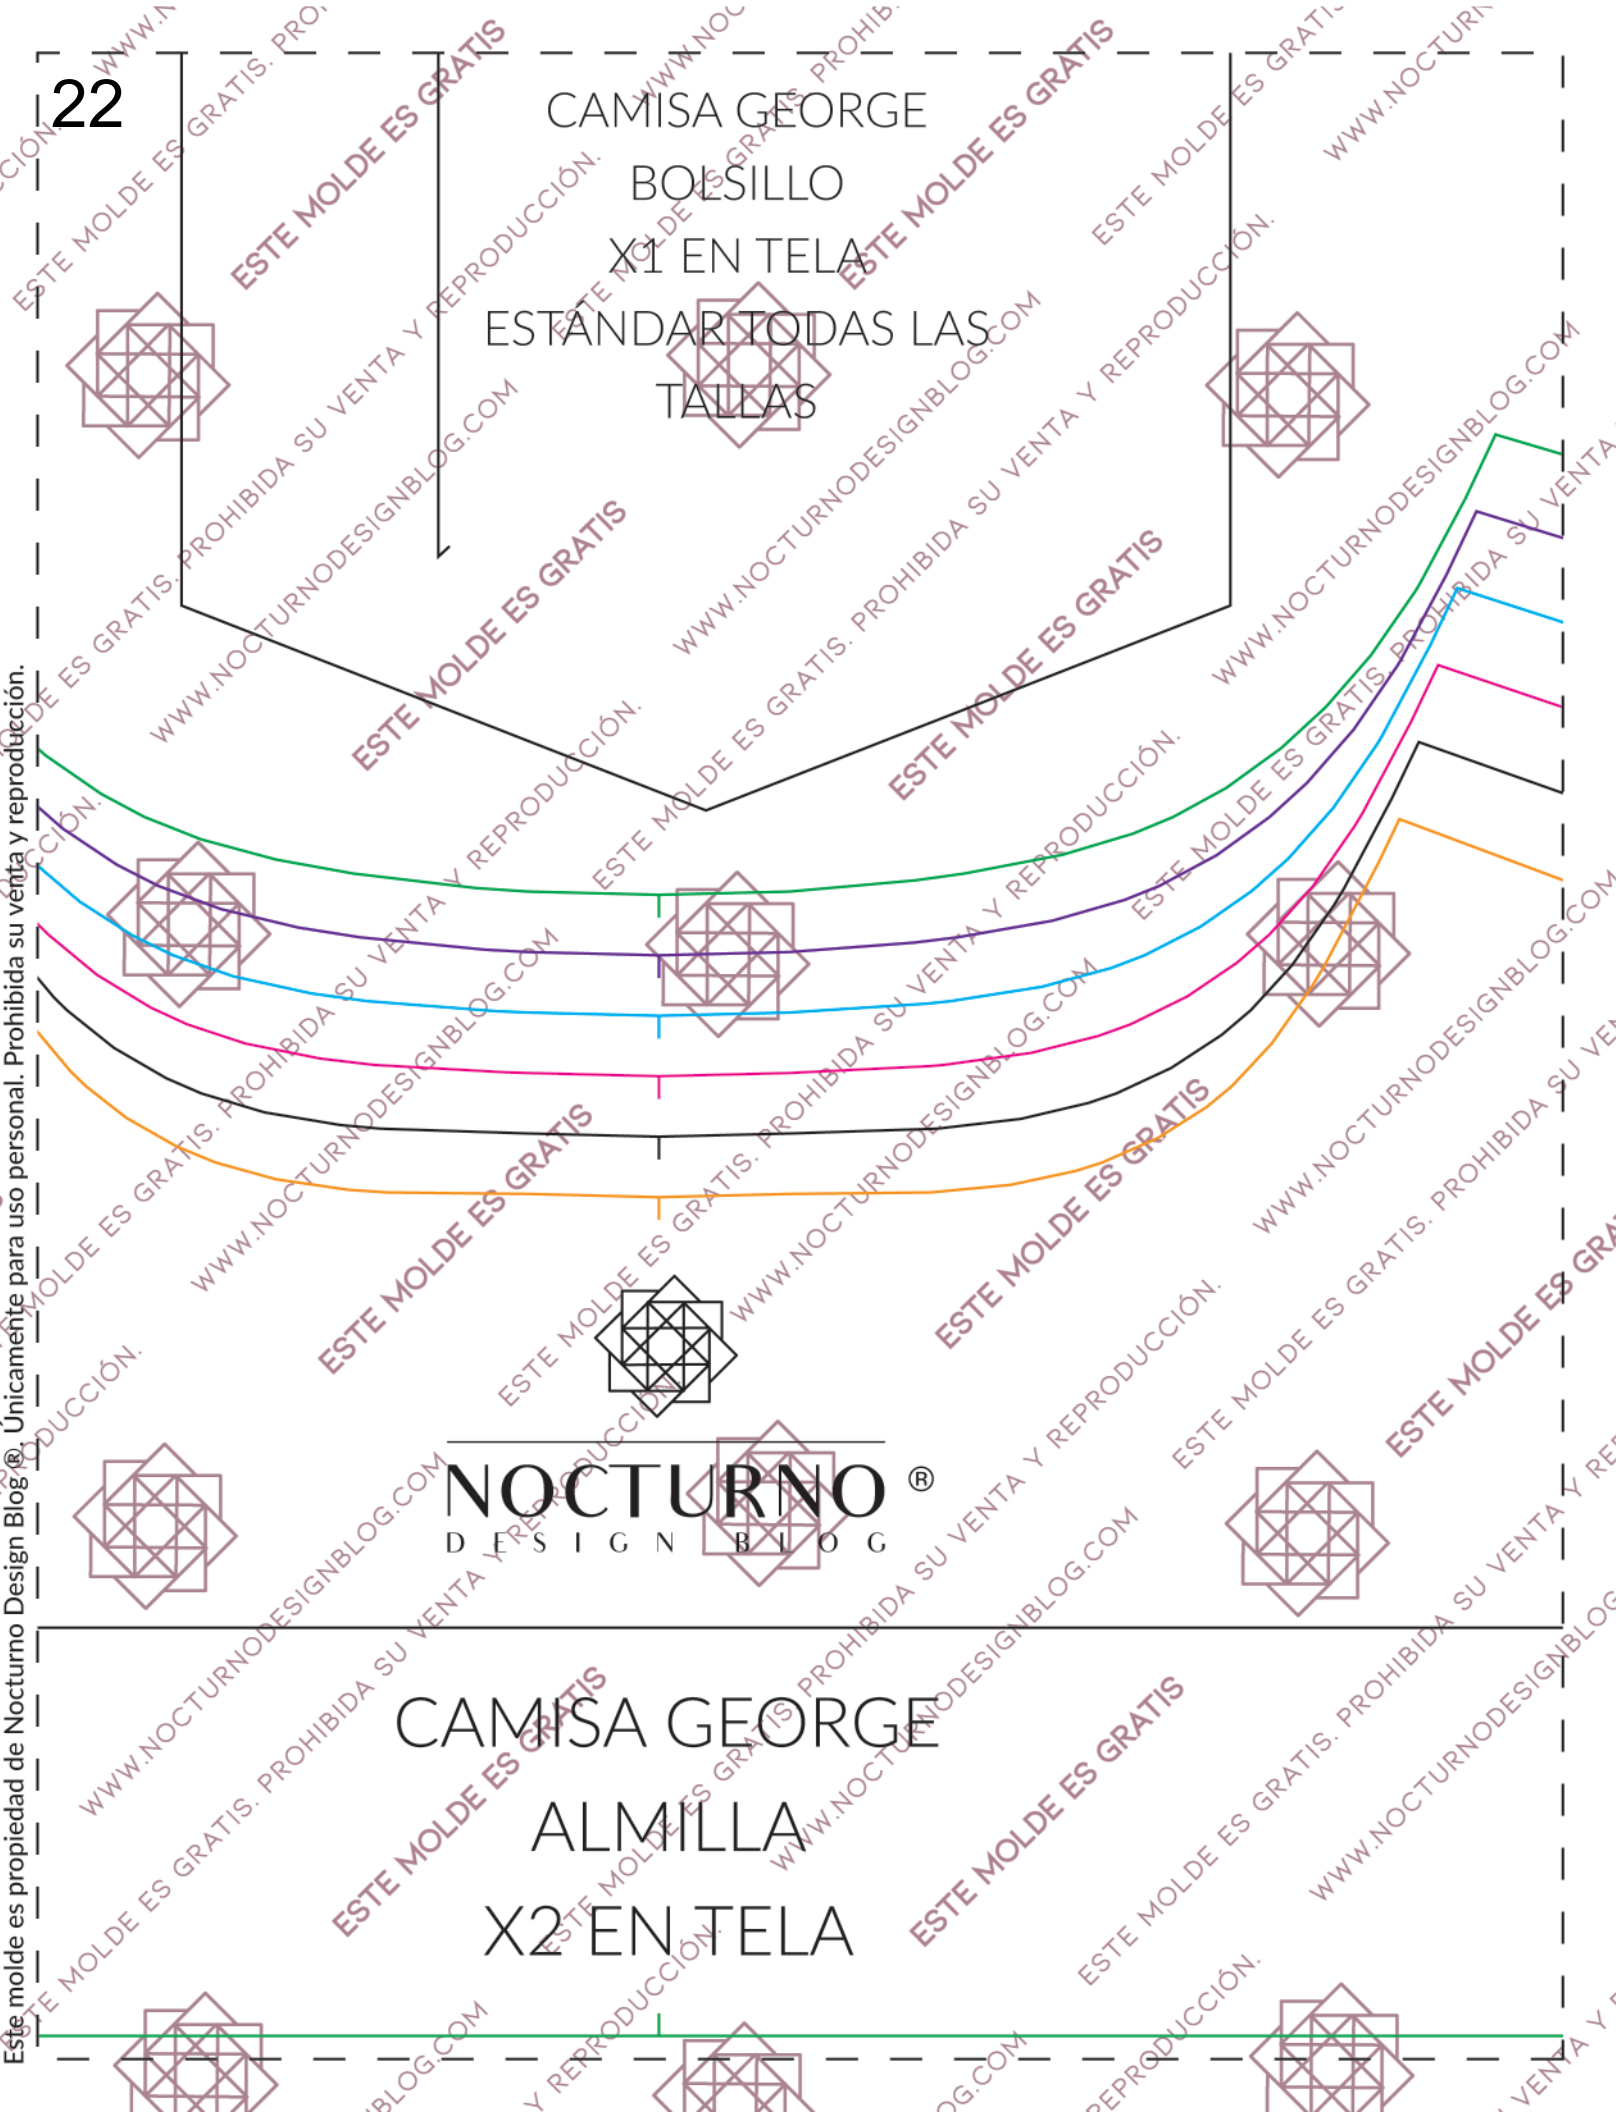 22
CAMISA GEORGE
BOLSILLO
X1 EN TELA
ESTÁNDAR TODAS LAS
TALLAS
NOCTURNO ®
DESIGN BLOG
CAMISA GEORGE
ALMILLA
X2 EN TELA
Este molde es propiedad de Nocturno Design Blog ®. Únicamente para uso personal. Prohibida su venta y reproducción.
ESTE MOLDE ES GRATIS
ESTE MOLDE ES GRATIS. PROHIBIDA SU VENTA Y REPRODUCCIÓN.
WWW.NOCTURNODESIGNBLOG.COM